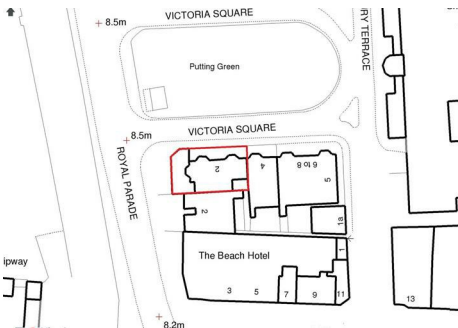 VICTORIA SQUARE
8.5m
RY TERRACE
Putting Green
8.5m
VICTORIA SQUARE
ROYAL PARADE
2
4
6 to 8
5
2
1a
ipway
The Beach Hotel
1
3 5 7 9 11
13
8.2m